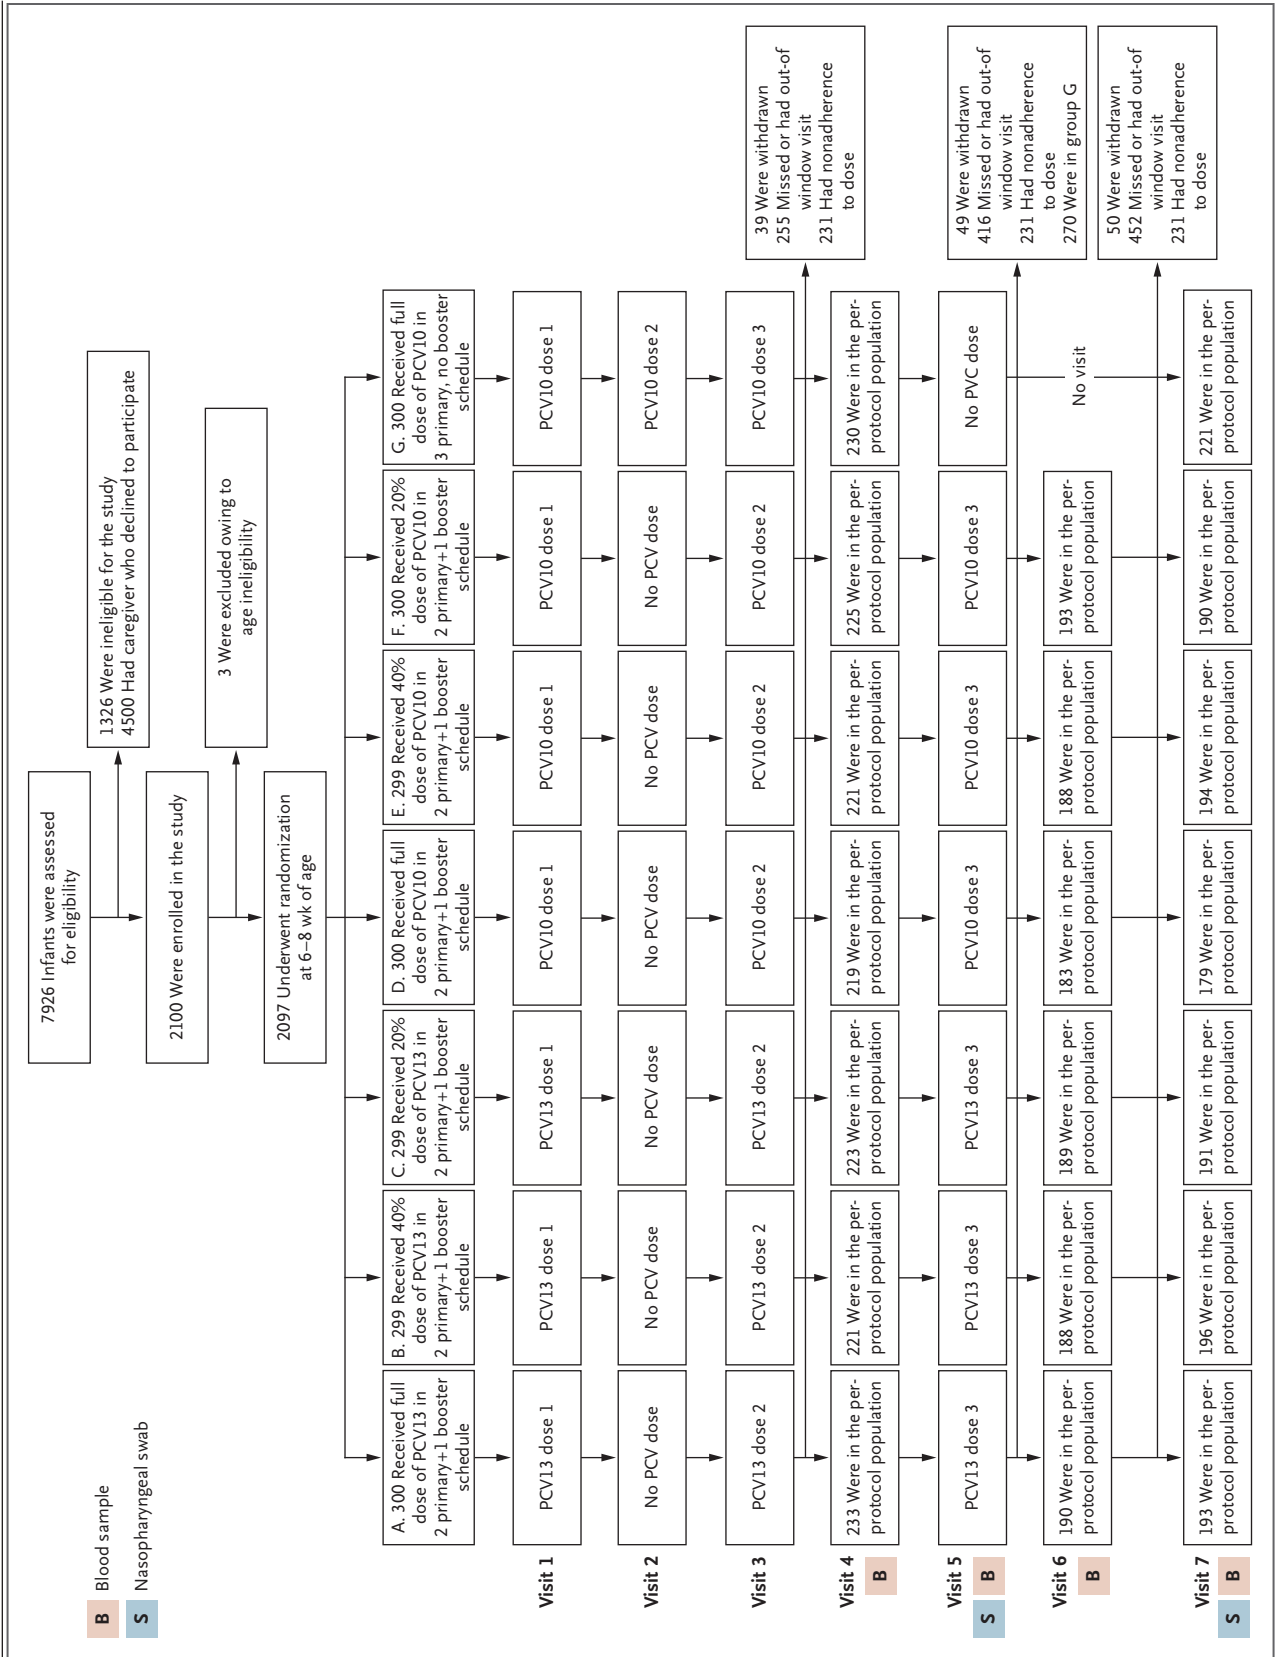 B Blood sample
S Nasopharyngeal swab
7926 Infants were assessed
for eligibility
1326 Were ineligible for the study
4500 Had caregiver who declined to participate
2100 Were enrolled in the study
3 Were excluded owing to
age ineligibility
2097 Underwent randomization
at 6–8 wk of age
A. 300 Received full
dose of PCV13 in
2 primary+1 booster
schedule
B. 299 Received 40%
dose of PCV13 in
2 primary+1 booster
schedule
C. 299 Received 20%
dose of PCV13 in
2 primary+1 booster
schedule
D. 300 Received full
dose of PCV10 in
2 primary+1 booster
schedule
E. 299 Received 40%
dose of PCV10 in
2 primary+1 booster
schedule
F. 300 Received 20%
dose of PCV10 in
2 primary+1 booster
schedule
G. 300 Received full
dose of PCV10 in
3 primary, no booster
schedule
Visit 1
PCV13 dose 1
PCV13 dose 1
PCV13 dose 1
PCV10 dose 1
PCV10 dose 1
PCV10 dose 1
PCV10 dose 1
Visit 2
No PCV dose
No PCV dose
No PCV dose
No PCV dose
No PCV dose
No PCV dose
PCV10 dose 2
Visit 3
PCV13 dose 2
PCV13 dose 2
PCV13 dose 2
PCV10 dose 2
PCV10 dose 2
PCV10 dose 2
PCV10 dose 3
39 Were withdrawn
255 Missed or had out-of
window visit
231 Had nonadherence
to dose
Visit 4
B
233 Were in the per-
protocol population
221 Were in the per-
protocol population
223 Were in the per-
protocol population
219 Were in the per-
protocol population
221 Were in the per-
protocol population
225 Were in the per-
protocol population
230 Were in the per-
protocol population
Visit 5
S B
PCV13 dose 3
PCV13 dose 3
PCV13 dose 3
PCV10 dose 3
PCV10 dose 3
PCV10 dose 3
No PVC dose
49 Were withdrawn
416 Missed or had out-of
window visit
231 Had nonadherence
to dose
270 Were in group G
Visit 6
B
190 Were in the per-
protocol population
188 Were in the per-
protocol population
189 Were in the per-
protocol population
183 Were in the per-
protocol population
188 Were in the per-
protocol population
193 Were in the per-
protocol population
No visit
50 Were withdrawn
452 Missed or had out-of
window visit
231 Had nonadherence
to dose
Visit 7
S B
193 Were in the per-
protocol population
196 Were in the per-
protocol population
191 Were in the per-
protocol population
179 Were in the per-
protocol population
194 Were in the per-
protocol population
190 Were in the per-
protocol population
221 Were in the per-
protocol population